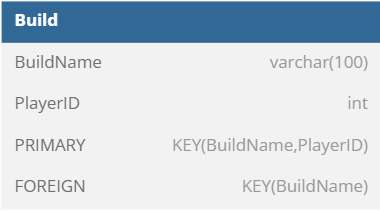 Build
BuildName varchar(100)
PlayerID int
PRIMARY KEY(BuildName,PlayerID)
FOREIGN KEY(BuildName)